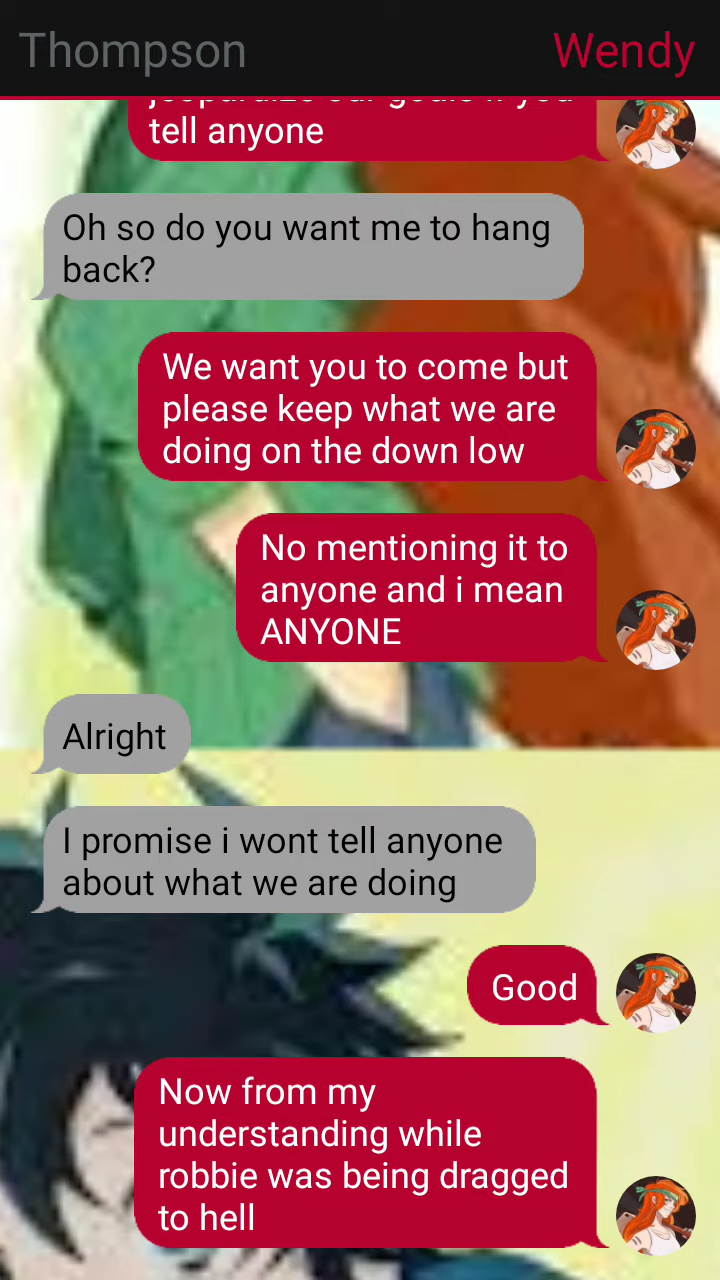 Thompson
Wendy
tell anyone
Oh so do you want me to hang
back?
We want you to come but
please keep what we are
doing on the down low
No mentioning it to
anyone and i mean
ANYONE
Alright
I promise i wont tell anyone
about what we are doing
Good
Now from my
understanding while
robbie was being dragged
to hell